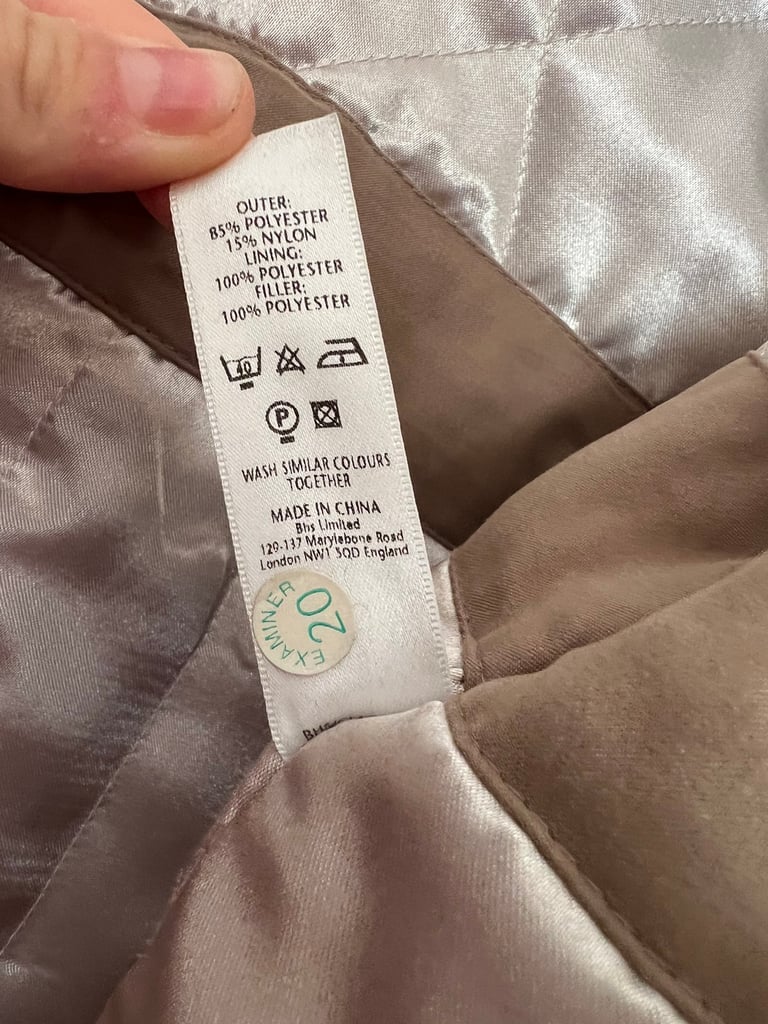 OUTER:
85% POLYESTER
15% NYLON
LINING:
100% POLYESTER
FILLER:
100% POLYESTER
40
P
WASH SIMILAR COLOURS
TOGETHER
MADE IN CHINA
Bhs Limited
129-137 Marylebone Road
London NW1 5QD England
EXAMINER
20